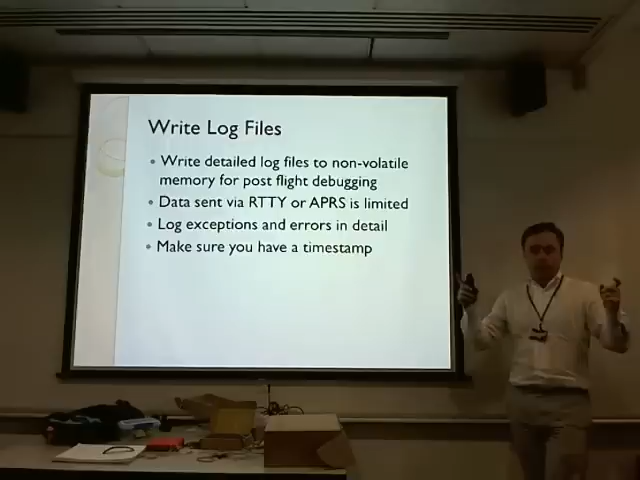 Write Log Files
• Write detailed log files to non-volatile
memory for post flight debugging
• Data sent via RTTY or APRS is limited
• Log exceptions and errors in detail
• Make sure you have a timestamp